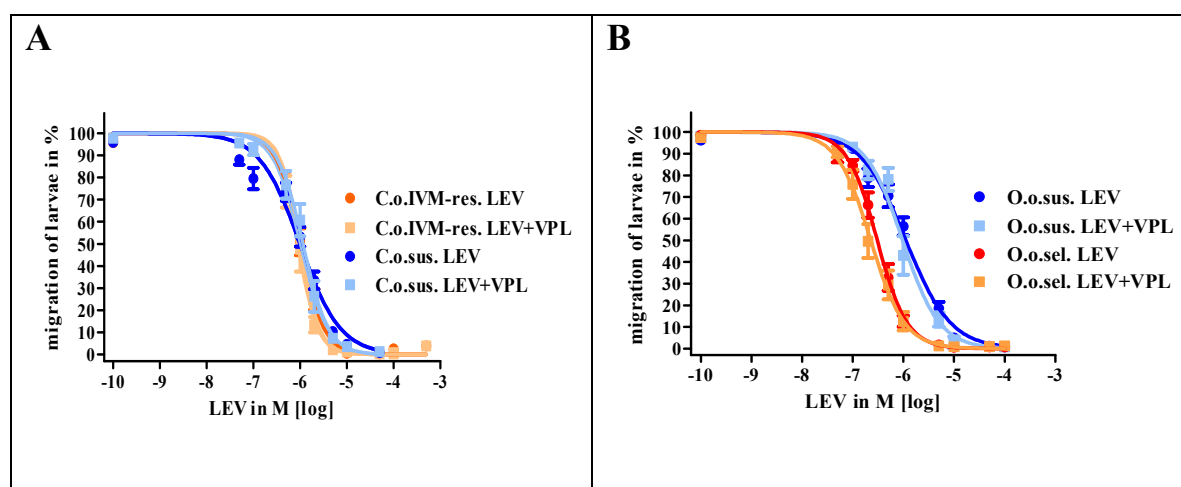 A
migration of larvae in %
100
90
80
70
60
50
40
30
20
10
0
-10 -9 -8 -7 -6 -5 -4 -3
LEV in M [log]
C.o.IVM-res. LEV
C.o.IVM-res. LEV+VPL
C.o.sus. LEV
C.o.sus. LEV+VPL
B
migration of larvae in %
100
90
80
70
60
50
40
30
20
10
0
-10 -9 -8 -7 -6 -5 -4 -3
LEV in M [log]
O.o.sus. LEV
O.o.sus. LEV+VPL
O.o.sel. LEV
O.o.sel. LEV+VPL